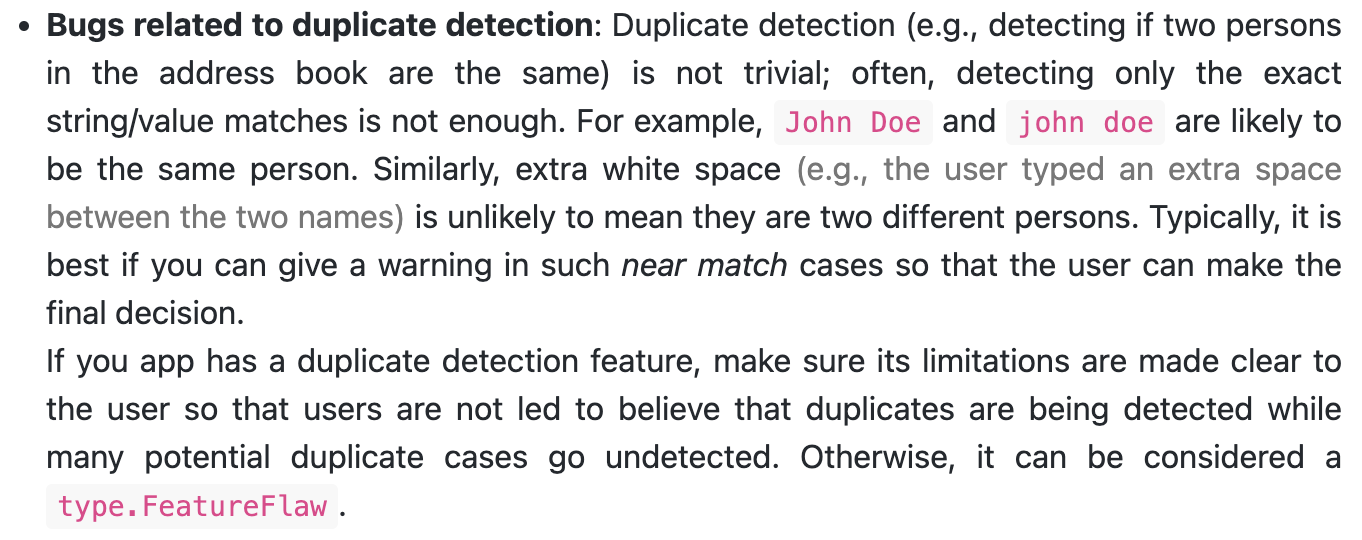 • Bugs related to duplicate detection: Duplicate detection (e.g., detecting if two persons
in the address book are the same) is not trivial; often, detecting only the exact
string/value matches is not enough. For example, John Doe and john doe are likely to
be the same person. Similarly, extra white space (e.g., the user typed an extra space
between the two names) is unlikely to mean they are two different persons. Typically, it is
best if you can give a warning in such near match cases so that the user can make the
final decision.
If you app has a duplicate detection feature, make sure its limitations are made clear to
the user so that users are not led to believe that duplicates are being detected while
many potential duplicate cases go undetected. Otherwise, it can be considered a
type.FeatureFlaw.